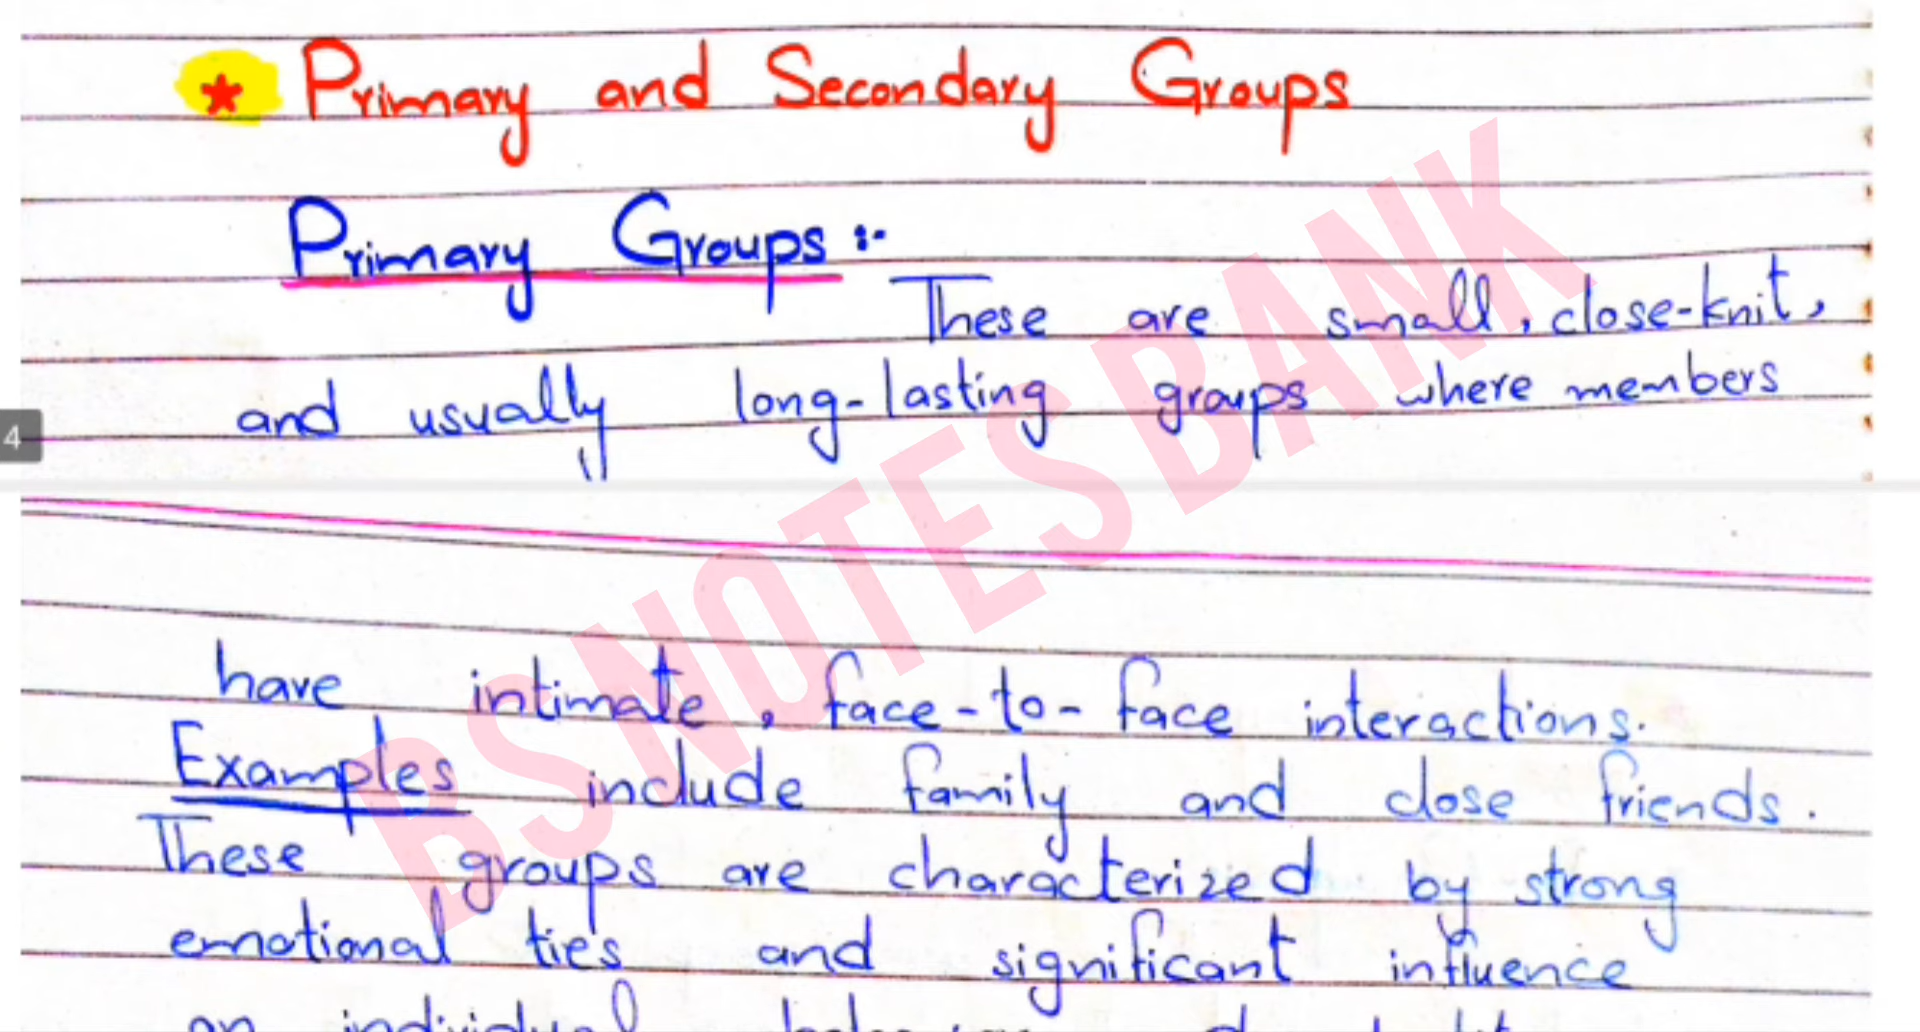 ★ Primary and Secondary Groups
Primary Groups :-
These are small, close-knit,
and usually long-lasting groups where members
4
have intimate, face-to-face interactions.
Examples include family and close friends.
These groups are characterized by strong
emotional ties and significant influence
on individual
BSNOTES BANK